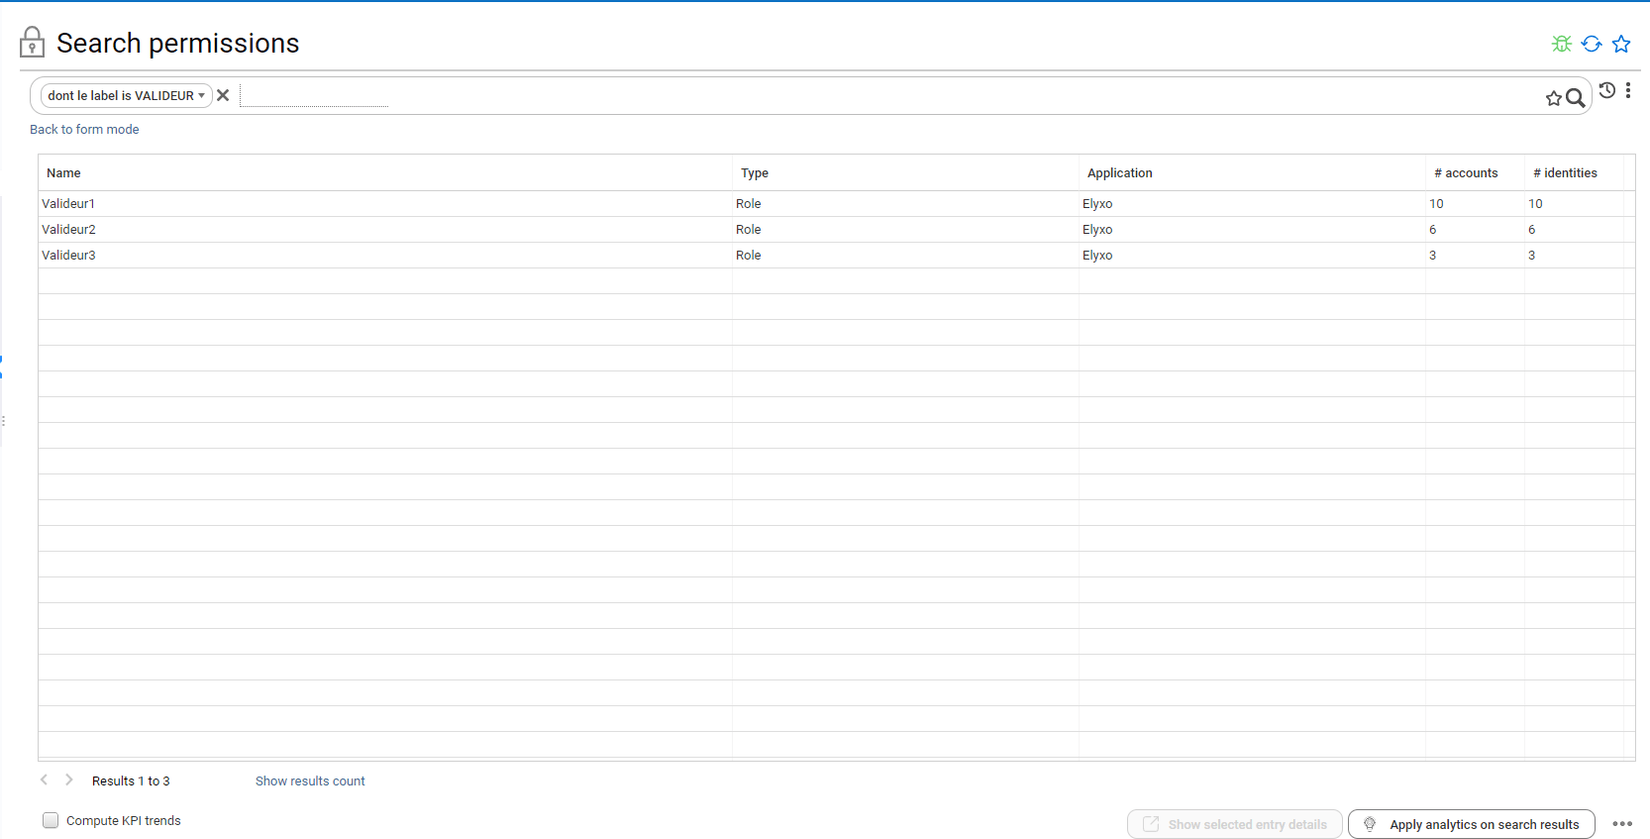 Search permissions
dont le label is VALIDEUR
Back to form mode
Name Type Application # accounts # identities
Valideur1 Role Elyxo 10 10
Valideur2 Role Elyxo 6 6
Valideur3 Role Elyxo 3 3
Results 1 to 3 Show results count
Compute KPI trends
Show selected entry details Apply analytics on search results